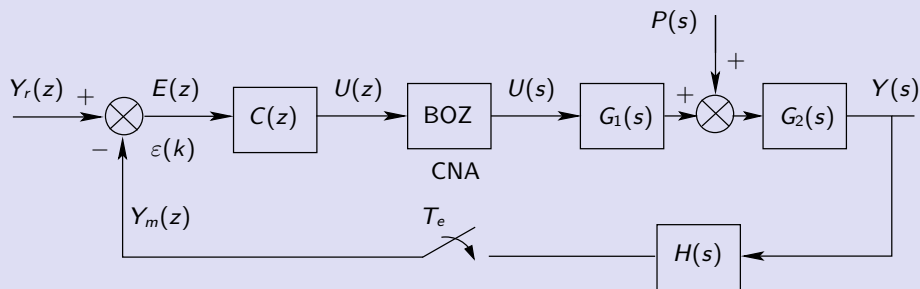 P(s)
+
Y_r(z)
+
E(z)
U(z)
U(s)
+
Y(s)
C(z)
BOZ
G_1(s)
G_2(s)
−
ε(k)
CNA
Y_m(z)
T_e
H(s)